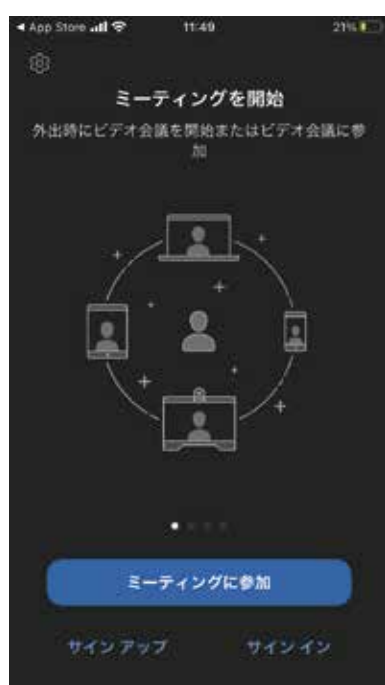 ◀ App Store 11:49 21%
ミーティングを開始
外出時にビデオ会議を開始またはビデオ会議に参
加
ミーティングに参加
サイン アップ サイン イン